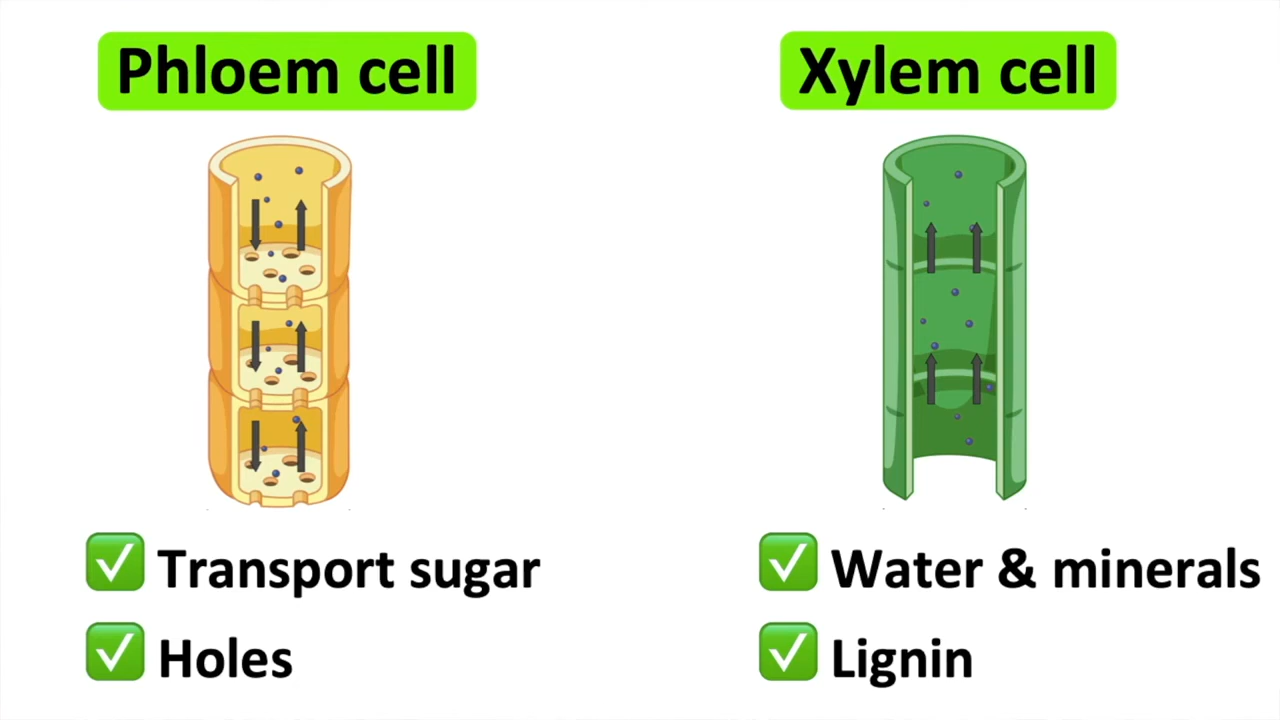 Phloem cell
Xylem cell
✅ Transport sugar
✅ Holes
✅ Water & minerals
✅ Lignin